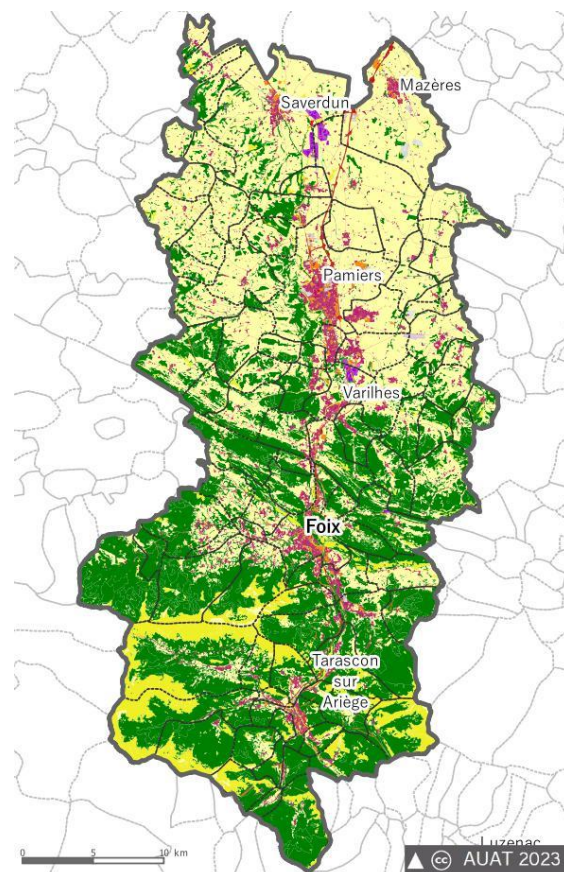 Mazères
Saverdun
Pamiers
Varilhes
Foix
Tarascon
sur
Ariège
Luzenac
0 5 10 km
AUAT 2023